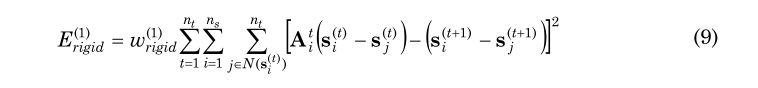 $E_{rigid}^{(1)} = w_{rigid}^{(1)} \sum_{t=1}^{n_t} \sum_{i=1}^{n_s} \sum_{j \in N(\mathbf{s}_i^{(t)})}^{n_t} \left[ \mathbf{A}_i^t \left( \mathbf{s}_i^{(t)} - \mathbf{s}_j^{(t)} \right) - \left( \mathbf{s}_i^{(t+1)} - \mathbf{s}_j^{(t+1)} \right) \right]^2$ (9)